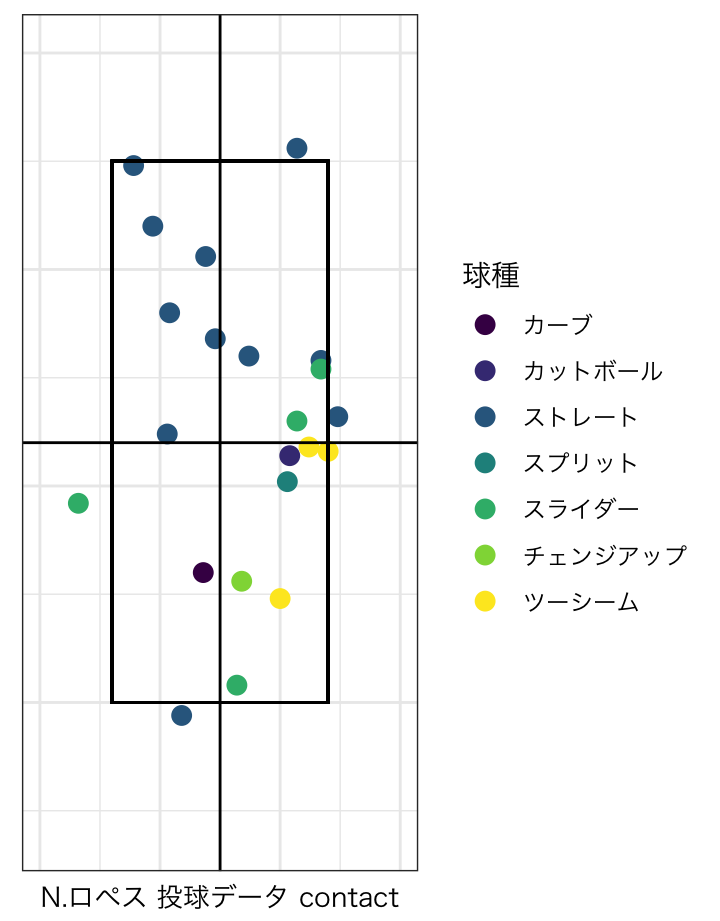 球種
カーブ
カットボール
ストレート
スプリット
スライダー
チェンジアップ
ツーシーム
N.ロペス 投球データ contact